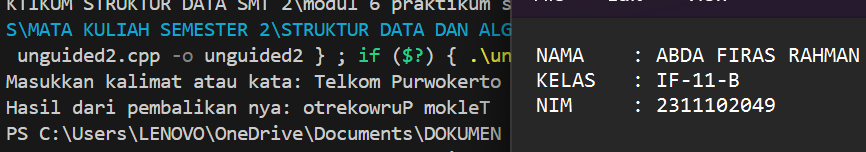 KTIKUM STRUKTUR DATA SMT 2\modul 6 praktikum s
S\MATA KULIAH SEMESTER 2\STRUKTUR DATA DAN ALG
unguided2.cpp -o unguided2 } ; if ($?) { .\un
Masukkan kalimat atau kata: Telkom Purwokerto
Hasil dari pembalikan nya: otrekowruP mokleT
PS C:\Users\LENOVO\OneDrive\Documents\DOKUMEN
NAMA : ABDA FIRAS RAHMAN
KELAS : IF-11-B
NIM : 2311102049